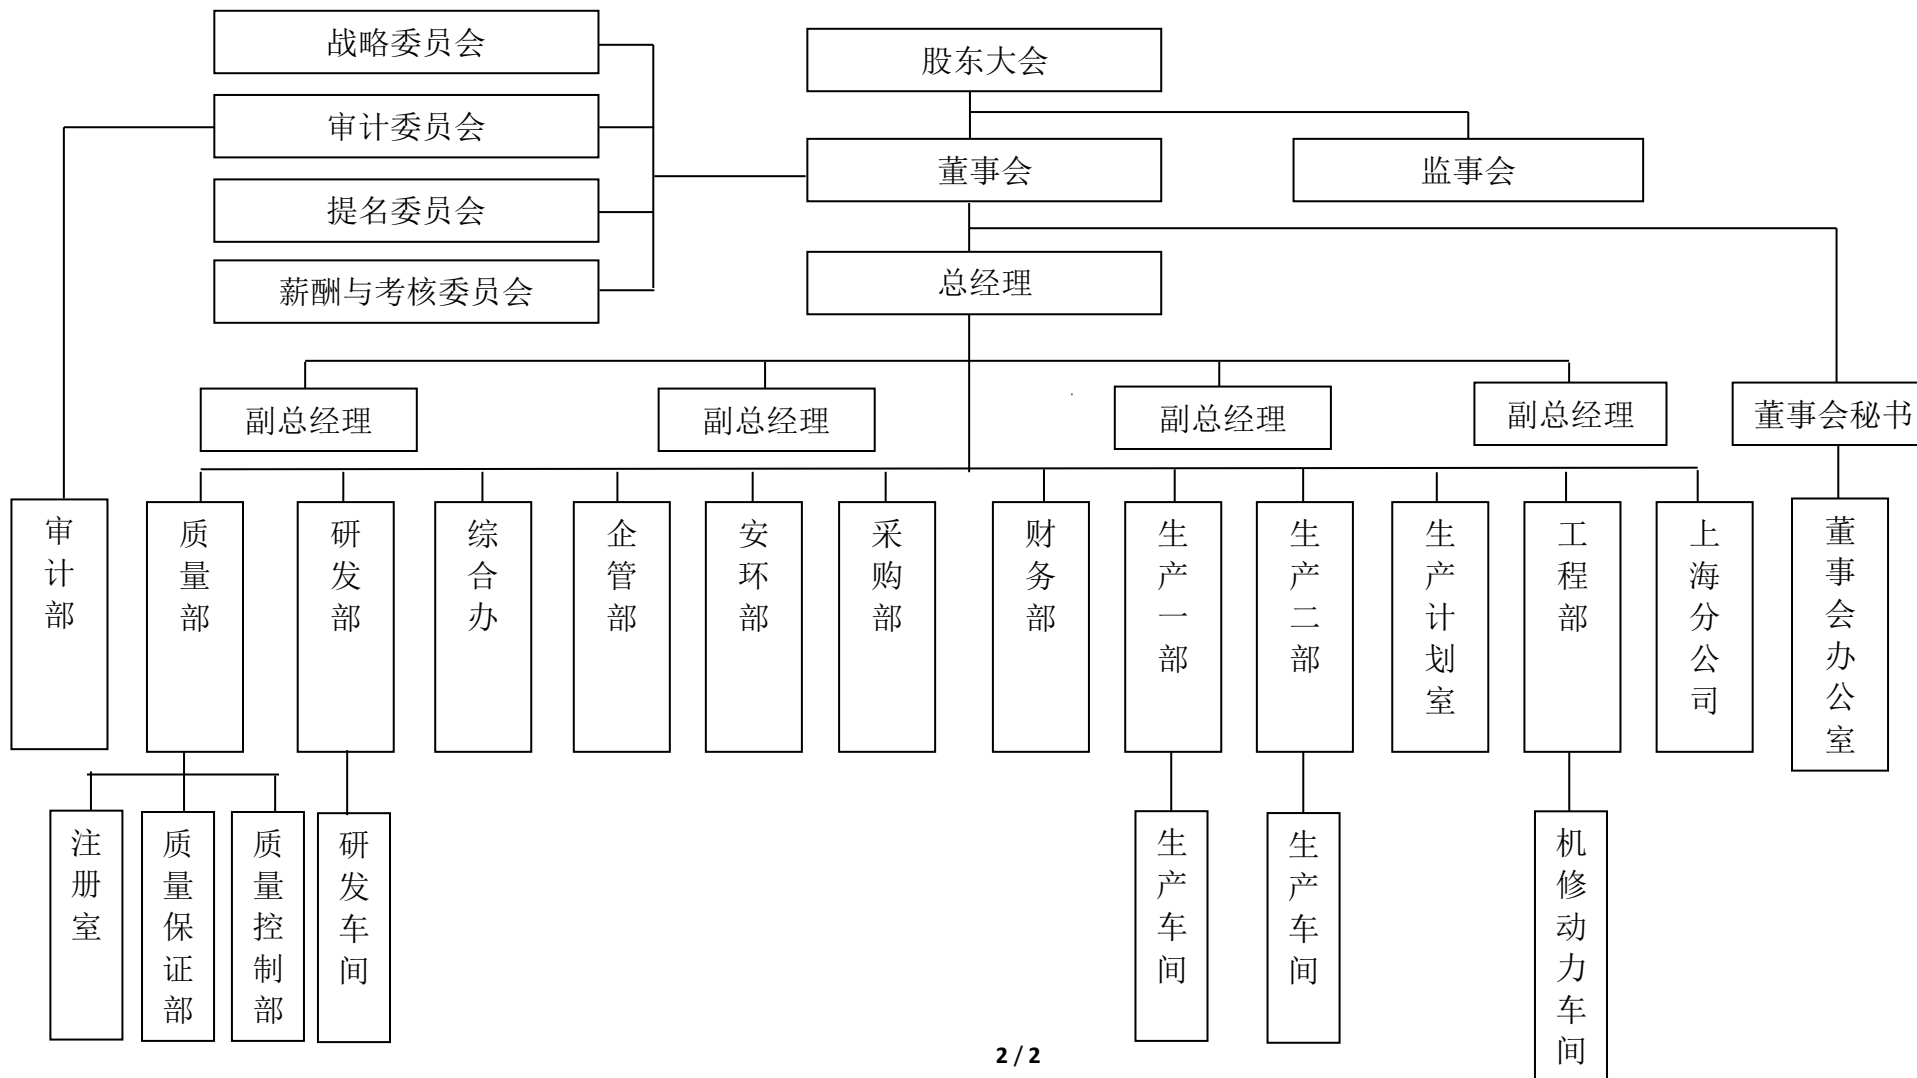 战略委员会
股东大会
审计委员会
董事会
监事会
提名委员会
总经理
薪酬与考核委员会
副总经理
副总经理
副总经理
副总经理
董事会秘书
审计部
质量部
研发部
综合办
企管部
安环部
采购部
财务部
生产一部
生产二部
生产计划室
工程部
上海分公司
董事会办公室
注册室
质量保证部
质量控制部
研发车间
生产车间
生产车间
机修动力车间
2 / 2